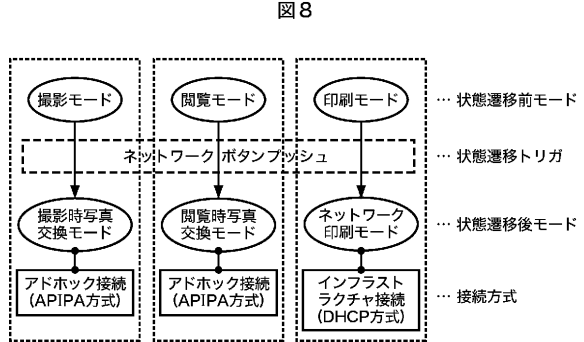 図8
撮影モード
閲覧モード
印刷モード
… 状態遷移前モード
ネットワーク ボタンプッシュ
… 状態遷移トリガ
撮影時写真
交換モード
閲覧時写真
交換モード
ネットワーク
印刷モード
… 状態遷移後モード
アドホック接続
(APIPA方式)
アドホック接続
(APIPA方式)
インフラスト
ラクチャ接続
(DHCP方式)
… 接続方式